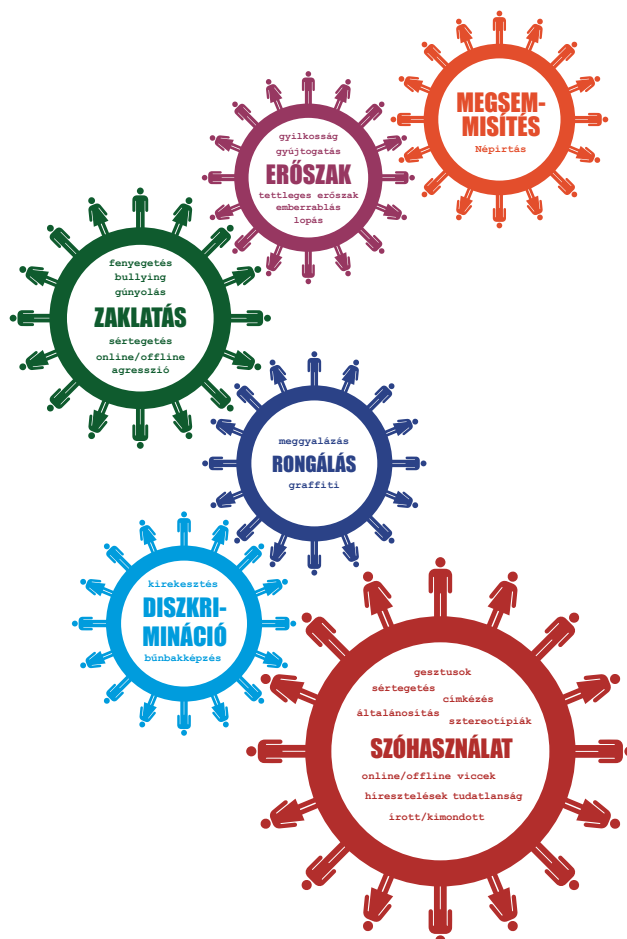 MEGSEM-
MISÍTÉS
Népirtás
gyilkosság
gyújtogatás
ERŐSZAK
tettleges erőszak
emberrablás
lopás
fenyegetés
bullying
gúnyolás
ZAKLATÁS
sértegetés
online/offline
agresszió
meggyalázás
RONGÁLÁS
graffiti
kirekesztés
DISZKRI-
MINÁCIÓ
bűnbakképzés
gesztusok
sértegetés
címkézés
általánosítás
sztereotipiák
SZÓHASZNÁLAT
online/offline viccek
híresztelések tudatlanság
írott/kimondott